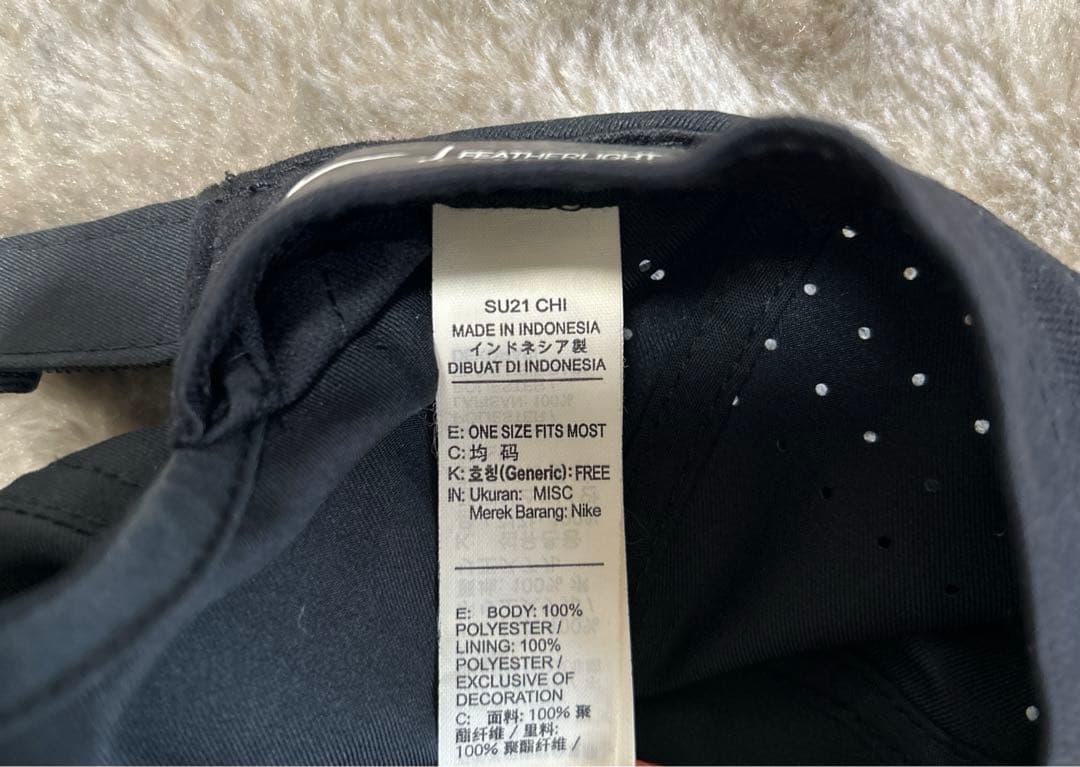 FEATHERLIGHT
SU21 CHI
MADE IN INDONESIA
インドネシア製
DIBUAT DI INDONESIA
E: ONE SIZE FITS MOST
C: 均 码
K: 호칭(Generic): FREE
IN: Ukuran: MISC
Merek Barang: Nike
E: BODY: 100%
POLYESTER /
LINING: 100%
POLYESTER /
EXCLUSIVE OF
DECORATION
C: 面料: 100% 聚
酯纤维 / 里料:
100% 聚酯纤维 /